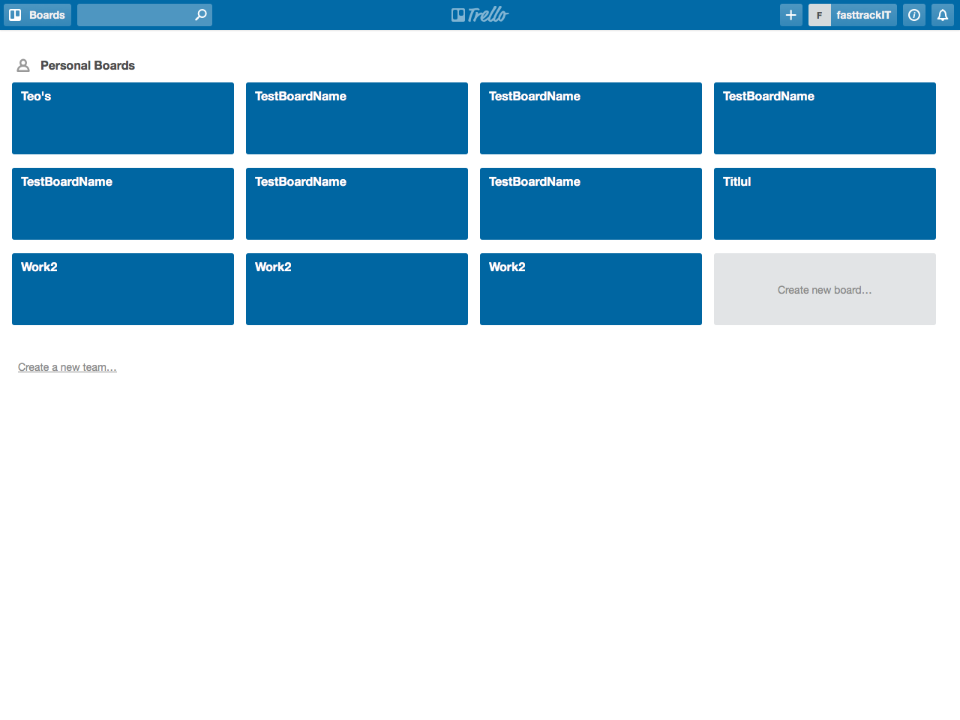 Boards Trello F fasttrackIT
Personal Boards
Teo's TestBoardName TestBoardName TestBoardName
TestBoardName TestBoardName TestBoardName Titlul
Work2 Work2 Work2 Create new board…
Create a new team…